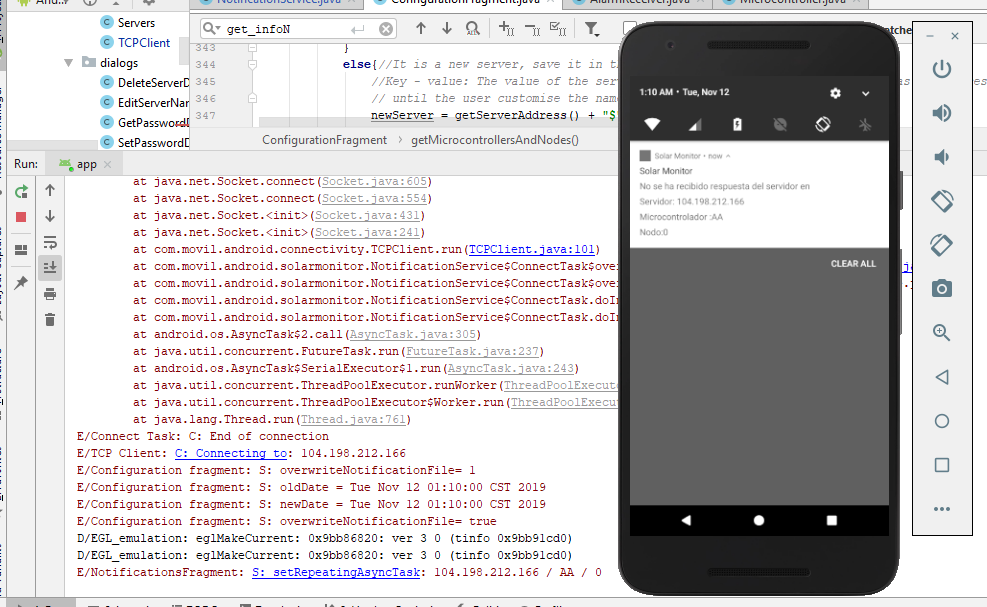 NotificationService.java
ConfigurationFragment.java
AlarmReceiver.java
Microcontroller.java
Servers
TCPClient
dialogs
DeleteServerD
EditServerNar
GetPasswordD
SetPasswordD
get_infoN
343 }
344 else{//It is a new server, save it in th
345 //Key - value: The value of the serv
346 // until the user customise the name
347 newServer = getServerAddress() + "$
ConfigurationFragment > getMicrocontrollersAndNodes()
Run: app
at java.net.Socket.connect(Socket.java:605)
at java.net.Socket.connect(Socket.java:554)
at java.net.Socket.<init>(Socket.java:431)
at java.net.Socket.<init>(Socket.java:241)
at com.movil.android.connectivity.TCPClient.run(TCPClient.java:101)
at com.movil.android.solarmonitor.NotificationService$ConnectTask$over
at com.movil.android.solarmonitor.NotificationService$ConnectTask$over
at com.movil.android.solarmonitor.NotificationService$ConnectTask.doIn
at com.movil.android.solarmonitor.NotificationService$ConnectTask.doIn
at android.os.AsyncTask$2.call(AsyncTask.java:305)
at java.util.concurrent.FutureTask.run(FutureTask.java:237)
at android.os.AsyncTask$SerialExecutor$1.run(AsyncTask.java:243)
at java.util.concurrent.ThreadPoolExecutor.runWorker(ThreadPoolExecuto
at java.util.concurrent.ThreadPoolExecutor$Worker.run(ThreadPoolExecut
at java.lang.Thread.run(Thread.java:761)
E/Connect Task: C: End of connection
E/TCP Client: C: Connecting to: 104.198.212.166
E/Configuration fragment: S: overwriteNotificationFile= 1
E/Configuration fragment: S: oldDate = Tue Nov 12 01:10:00 CST 2019
E/Configuration fragment: S: newDate = Tue Nov 12 01:10:00 CST 2019
E/Configuration fragment: S: overwriteNotificationFile= true
D/EGL_emulation: eglMakeCurrent: 0x9bb86820: ver 3 0 (tinfo 0x9bb91cd0)
D/EGL_emulation: eglMakeCurrent: 0x9bb86820: ver 3 0 (tinfo 0x9bb91cd0)
E/NotificationsFragment: S: setRepeatingAsyncTask: 104.198.212.166 / AA / 0
1:10 AM • Tue, Nov 12
Solar Monitor • now
Solar Monitor
No se ha recibido respuesta del servidor en
Servidor: 104.198.212.166
Microcontrolador :AA
Nodo:0
CLEAR ALL